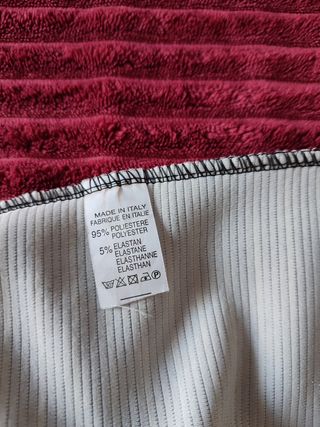 MADE IN ITALY
FABRIQUE EN ITALIE
95% POLIESTERE
POLYESTER
5% ELASTAN
ELASTANE
ELASTHANNE
ELASTHAN